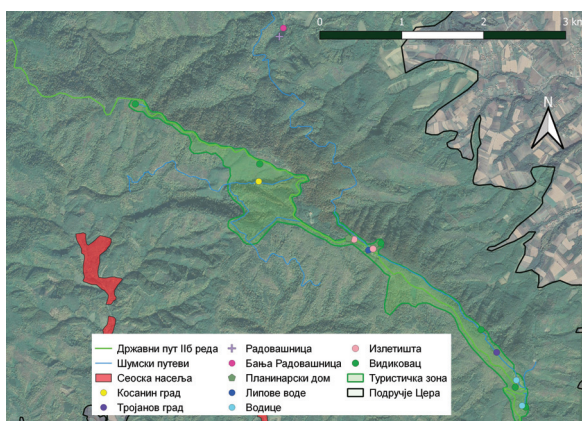 0 1 2 3 km
N
Државни пут IIб реда
Шумски путеви
Сеоска насеља
Косанин град
Тројанов град
Радовашница
Бања Радовашница
Планинарски дом
Липове воде
Водице
Излетишта
Видиковац
Туристичка зона
Подручје Цера